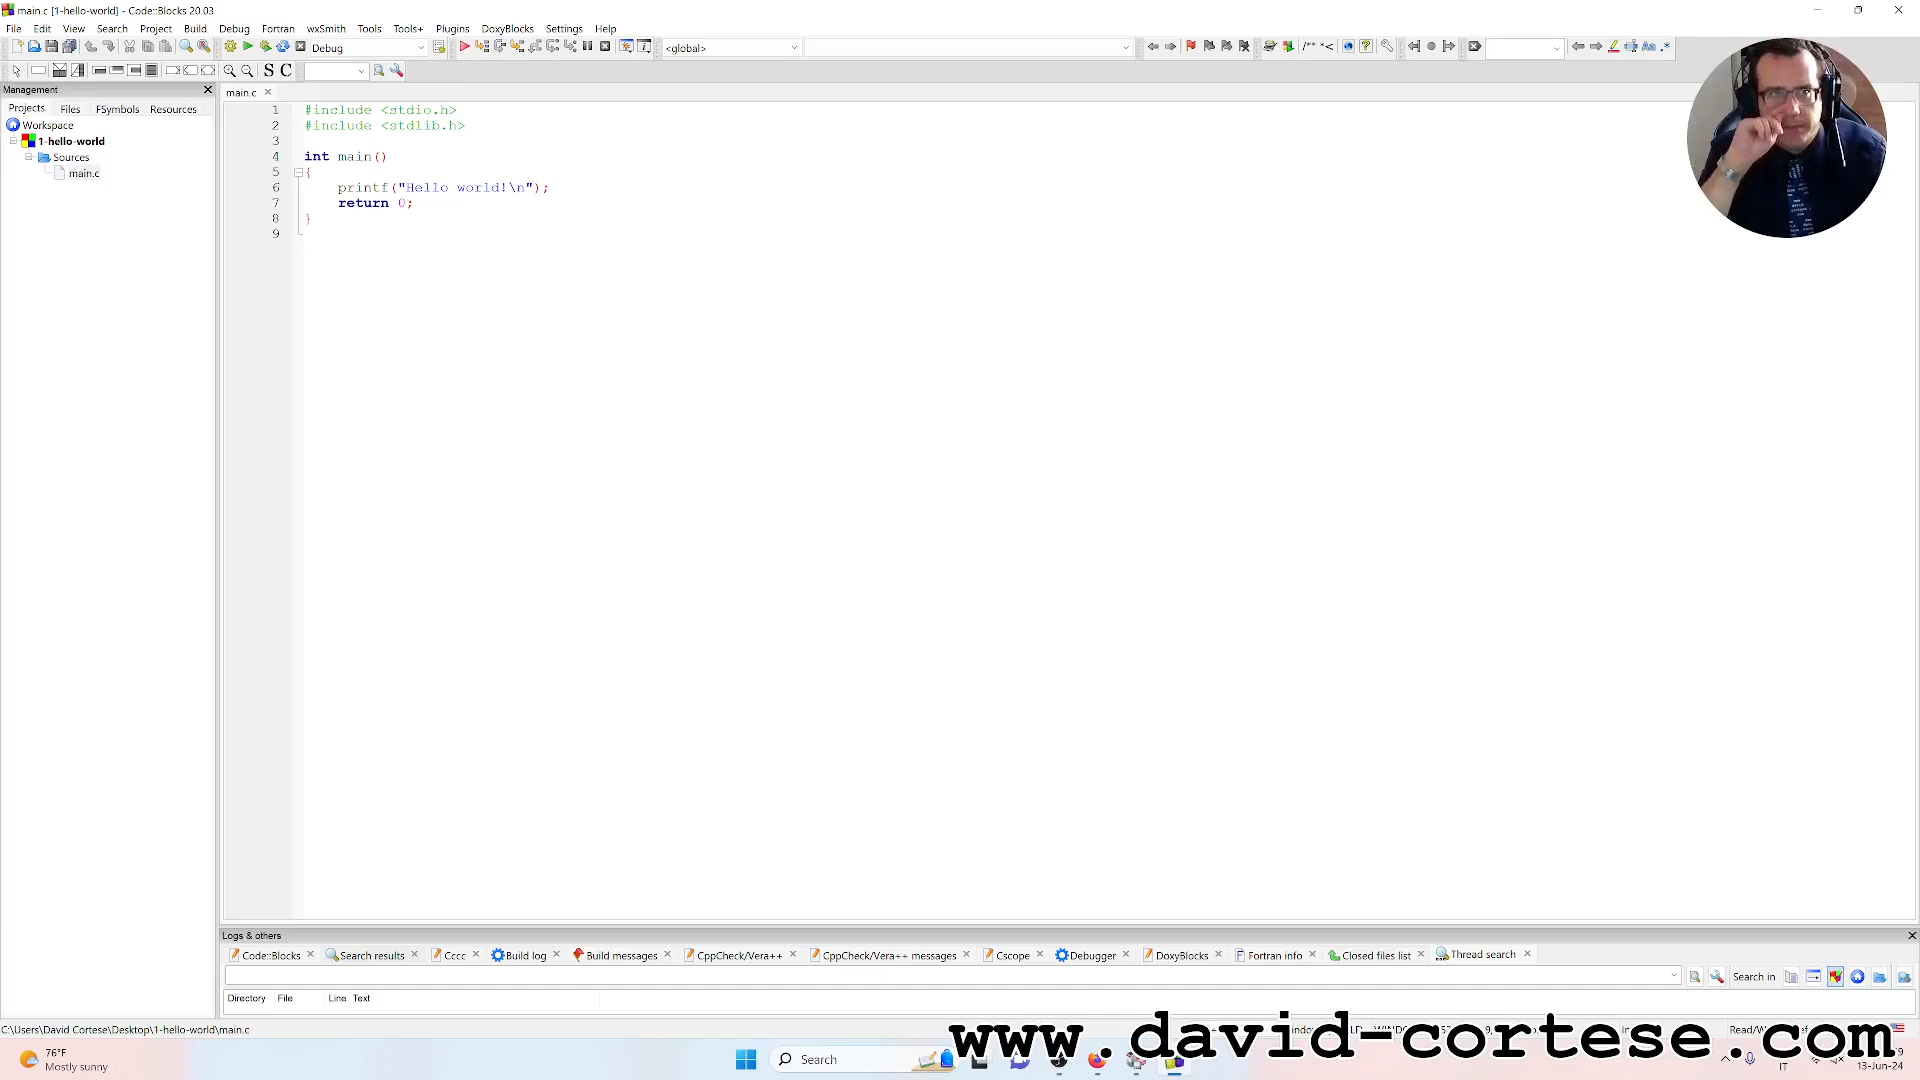 main.c [1-hello-world] - Code::Blocks 20.03
File Edit View Search Project Build Debug Fortran wxSmith Tools Tools+ Plugins DoxyBlocks Settings Help
Debug <global> /** *< Aa .*
S C
Management
main.c
Projects Files FSymbols Resources
Workspace
1-hello-world
Sources
main.c
1 #include <stdio.h>
2 #include <stdlib.h>
3
4 int main()
5 {
6 printf("Hello world!\n");
7 return 0;
8 }
9
Logs & others
Code::Blocks Search results Cccc Build log Build messages CppCheck/Vera++ CppCheck/Vera++ messages Cscope Debugger DoxyBlocks Fortran info Closed files list Thread search
Search in
Directory File Line Text
C:\Users\David Cortese\Desktop\1-hello-world\main.c
www.david-cortese.com
76°F
Mostly sunny
Search
IT
13-Jun-24